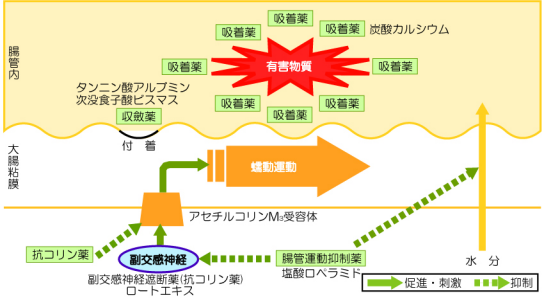 腸管内
吸着薬
吸着薬
吸着薬
炭酸カルシウム
吸着薬
有害物質
吸着薬
タンニン酸アルブミン
次没食子酸ビスマス
吸着薬
吸着薬
吸着薬
収斂薬
付 着
大腸粘膜
蠕動運動
アセチルコリンM₃受容体
抗コリン薬
副交感神経
腸管運動抑制薬
塩酸ロペラミド
水 分
副交感神経遮断薬(抗コリン薬)
ロートエキス
促進・刺激
抑制